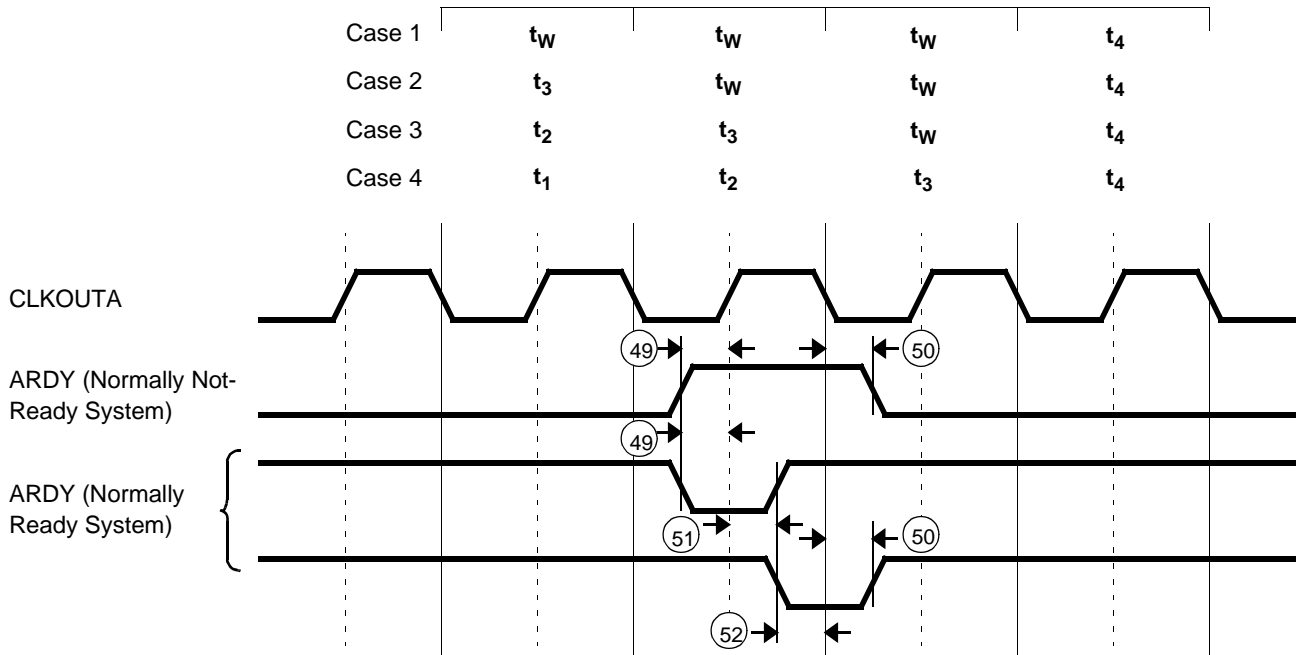 Case 1 tW tW tW t4
Case 2 t3 tW tW t4
Case 3 t2 t3 tW t4
Case 4 t1 t2 t3 t4
CLKOUTA
49 50
ARDY (Normally Not-
Ready System)
49
ARDY (Normally
Ready System)
51 50
52